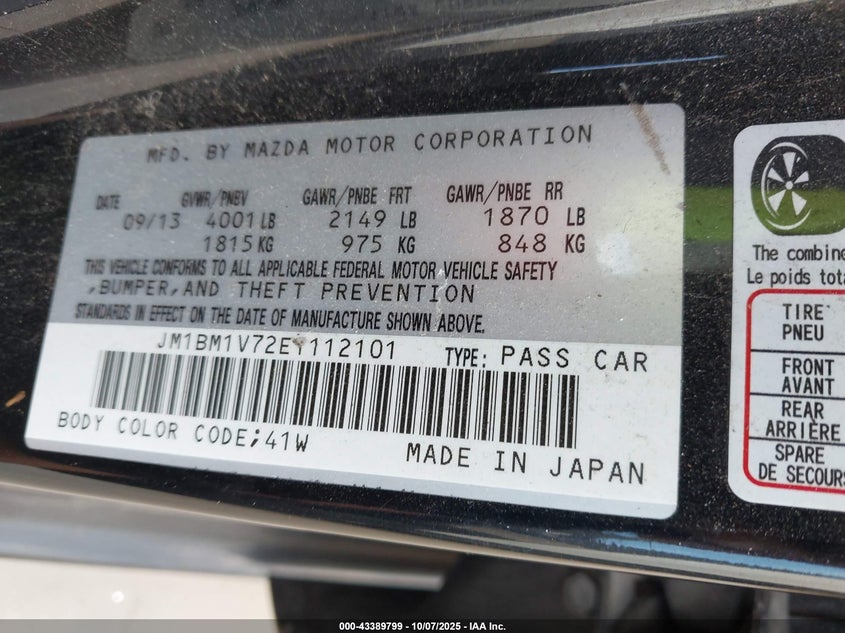 MFD. BY MAZDA MOTOR CORPORATION
DATE GVWR/PNBV GAWR/PNBE FRT GAWR/PNBE RR
09/13 4001 LB 2149 LB 1870 LB
1815 KG 975 KG 848 KG
THIS VEHICLE CONFORMS TO ALL APPLICABLE FEDERAL MOTOR VEHICLE SAFETY
,BUMPER,AND THEFT PREVENTION
STANDARDS IN EFFECT ON THE DATE OF MANUFACTURE SHOWN ABOVE.
JM1BM1V72E1112101 TYPE: PASS CAR
BODY COLOR CODE;41W
MADE IN JAPAN
The combine
Le poids tota
TIRE
PNEU
FRONT
AVANT
REAR
ARRIÈRE
SPARE
DE SECOURS
000-43389799 - 10/07/2025 - IAA Inc.